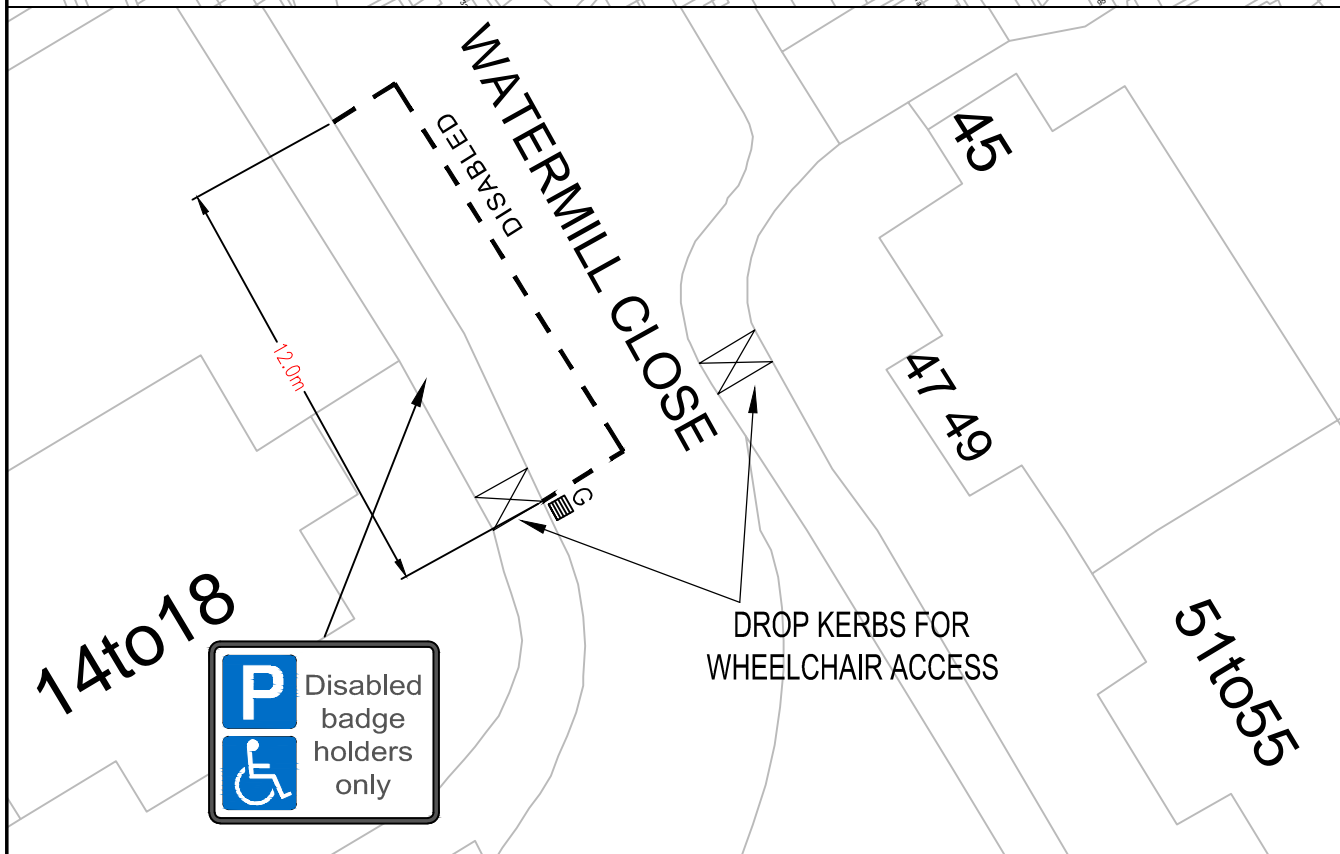 WATERMILL CLOSE
DISABLED
45
12.0m
47 49
G
14to18
51to55
DROP KERBS FOR
WHEELCHAIR ACCESS
P
Disabled
badge
holders
only